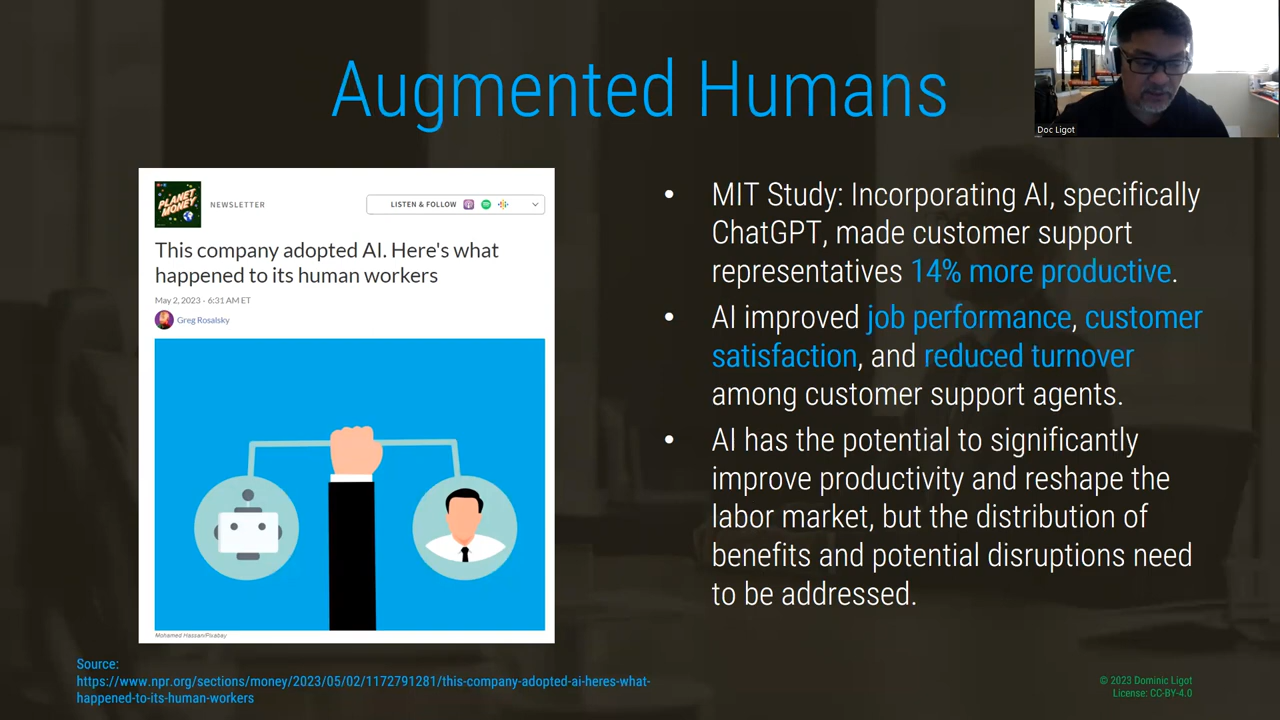 Augmented Humans
Doc Ligot
PLANET
MONEY
NEWSLETTER
LISTEN & FOLLOW
This company adopted AI. Here's what
happened to its human workers
May 2, 2023 · 6:31 AM ET
Greg Rosalsky
Mohamed Hassan/Pixabay
• MIT Study: Incorporating AI, specifically
ChatGPT, made customer support
representatives 14% more productive.
• AI improved job performance, customer
satisfaction, and reduced turnover
among customer support agents.
• AI has the potential to significantly
improve productivity and reshape the
labor market, but the distribution of
benefits and potential disruptions need
to be addressed.
Source:
https://www.npr.org/sections/money/2023/05/02/1172791281/this-company-adopted-ai-heres-what-
happened-to-its-human-workers
© 2023 Dominic Ligot
License: CC-BY-4.0